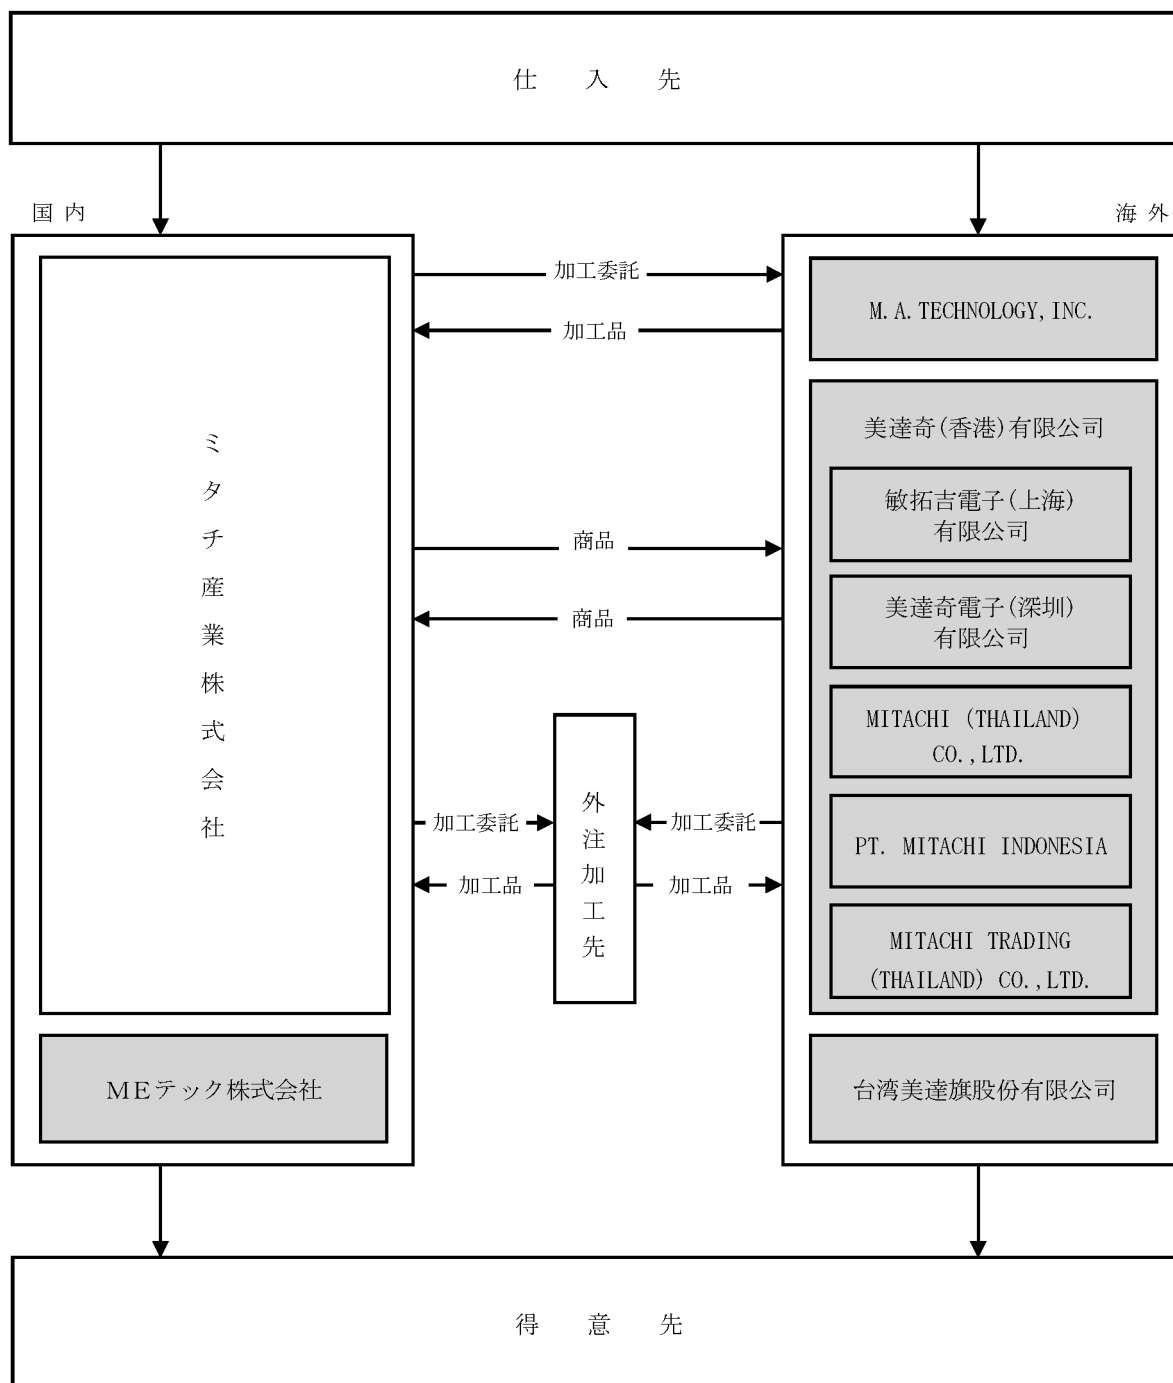 仕入先
国内
海外
加工委託
M.A.TECHNOLOGY,INC.
加工品
美達奇(香港)有限公司
ミタチ産業株式会社
敏拓吉電子(上海)
有限公司
商品
美達奇電子(深圳)
有限公司
商品
MITACHI (THAILAND)
CO.,LTD.
外注加工先
加工委託
加工委託
PT. MITACHI INDONESIA
加工品
加工品
MITACHI TRADING
(THAILAND) CO.,LTD.
MEテック株式会社
台湾美達旗股份有限公司
得意先